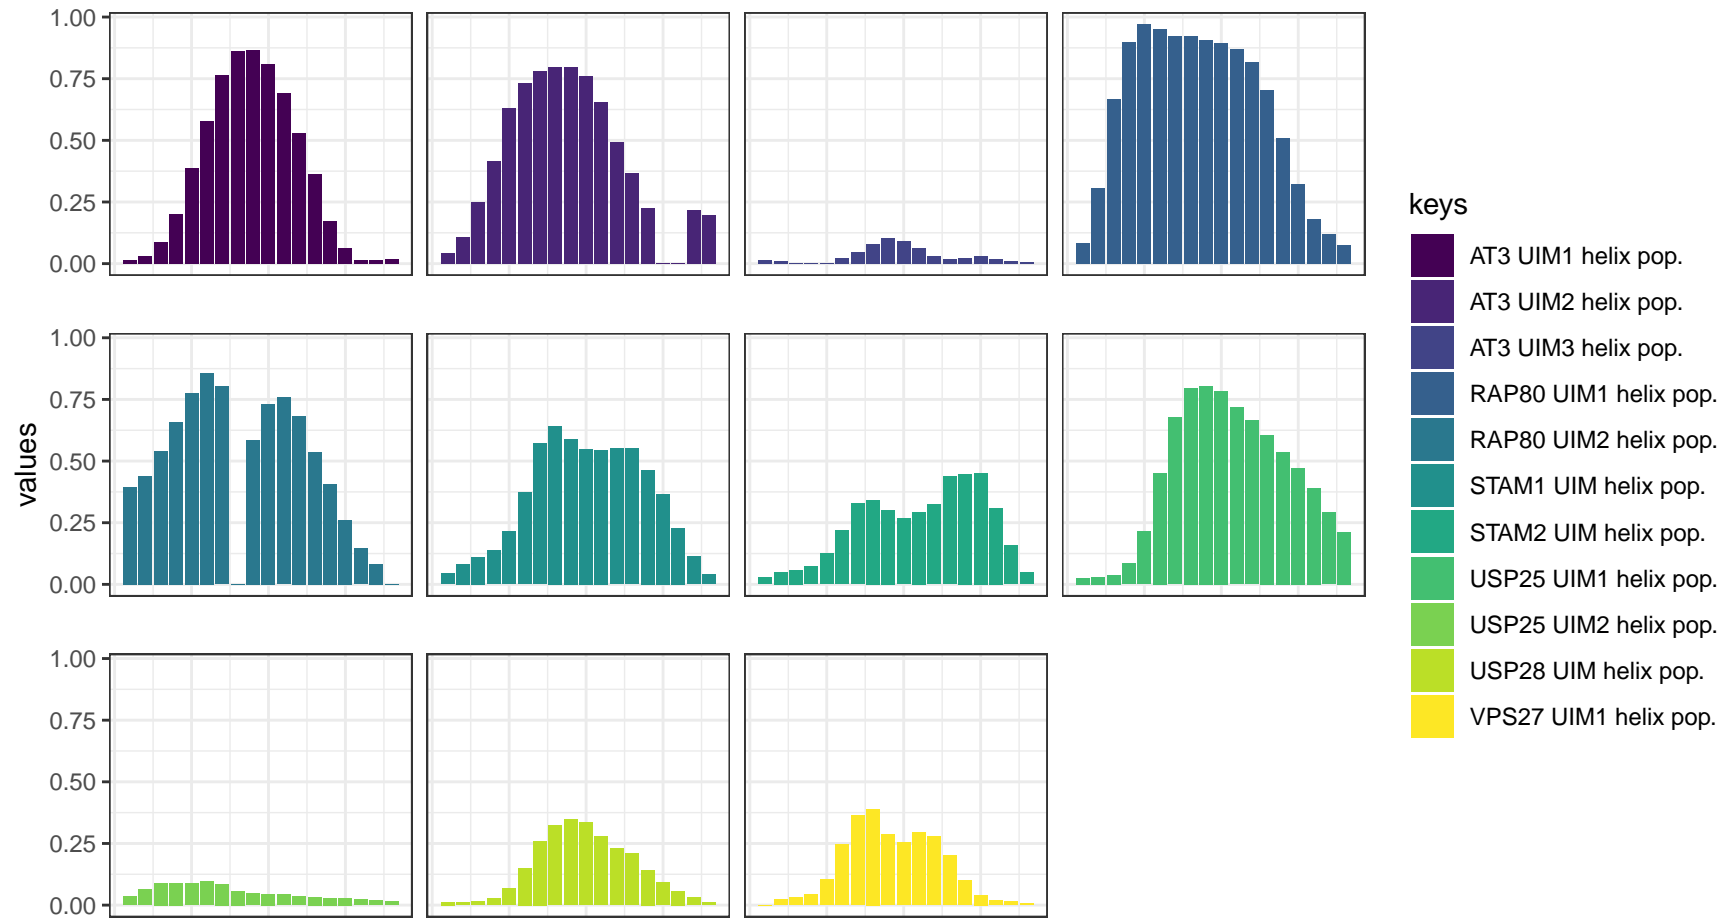 1.00
0.75
0.50
0.25
0.00
1.00
0.75
0.50
0.25
0.00
1.00
0.75
0.50
0.25
0.00
values
keys
AT3 UIM1 helix pop.
AT3 UIM2 helix pop.
AT3 UIM3 helix pop.
RAP80 UIM1 helix pop.
RAP80 UIM2 helix pop.
STAM1 UIM helix pop.
STAM2 UIM helix pop.
USP25 UIM1 helix pop.
USP25 UIM2 helix pop.
USP28 UIM helix pop.
VPS27 UIM1 helix pop.